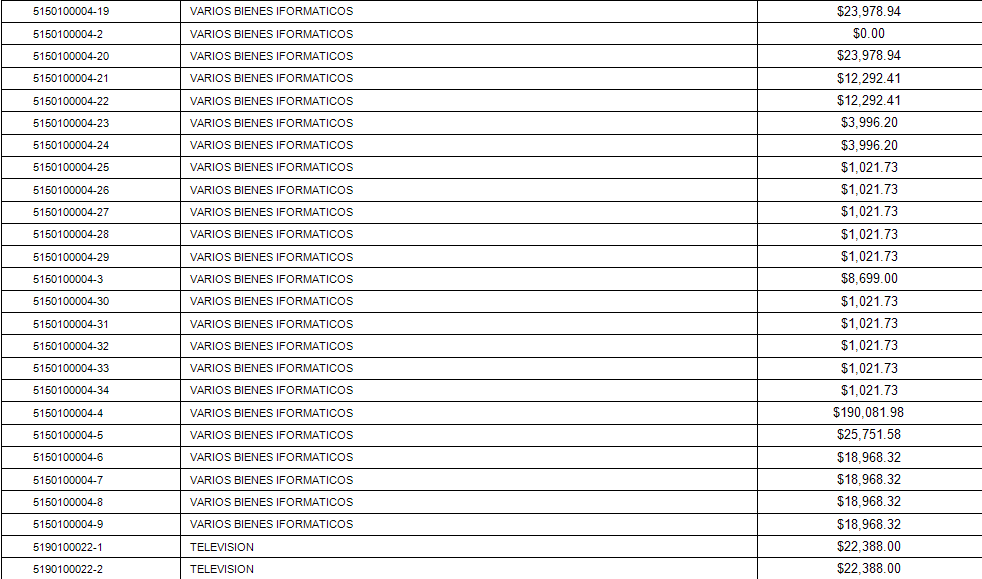 5150100004-19 VARIOS BIENES IFORMATICOS $23,978.94
5150100004-2 VARIOS BIENES IFORMATICOS $0.00
5150100004-20 VARIOS BIENES IFORMATICOS $23,978.94
5150100004-21 VARIOS BIENES IFORMATICOS $12,292.41
5150100004-22 VARIOS BIENES IFORMATICOS $12,292.41
5150100004-23 VARIOS BIENES IFORMATICOS $3,996.20
5150100004-24 VARIOS BIENES IFORMATICOS $3,996.20
5150100004-25 VARIOS BIENES IFORMATICOS $1,021.73
5150100004-26 VARIOS BIENES IFORMATICOS $1,021.73
5150100004-27 VARIOS BIENES IFORMATICOS $1,021.73
5150100004-28 VARIOS BIENES IFORMATICOS $1,021.73
5150100004-29 VARIOS BIENES IFORMATICOS $1,021.73
5150100004-3 VARIOS BIENES IFORMATICOS $8,699.00
5150100004-30 VARIOS BIENES IFORMATICOS $1,021.73
5150100004-31 VARIOS BIENES IFORMATICOS $1,021.73
5150100004-32 VARIOS BIENES IFORMATICOS $1,021.73
5150100004-33 VARIOS BIENES IFORMATICOS $1,021.73
5150100004-34 VARIOS BIENES IFORMATICOS $1,021.73
5150100004-4 VARIOS BIENES IFORMATICOS $190,081.98
5150100004-5 VARIOS BIENES IFORMATICOS $25,751.58
5150100004-6 VARIOS BIENES IFORMATICOS $18,968.32
5150100004-7 VARIOS BIENES IFORMATICOS $18,968.32
5150100004-8 VARIOS BIENES IFORMATICOS $18,968.32
5150100004-9 VARIOS BIENES IFORMATICOS $18,968.32
5190100022-1 TELEVISION $22,388.00
5190100022-2 TELEVISION $22,388.00